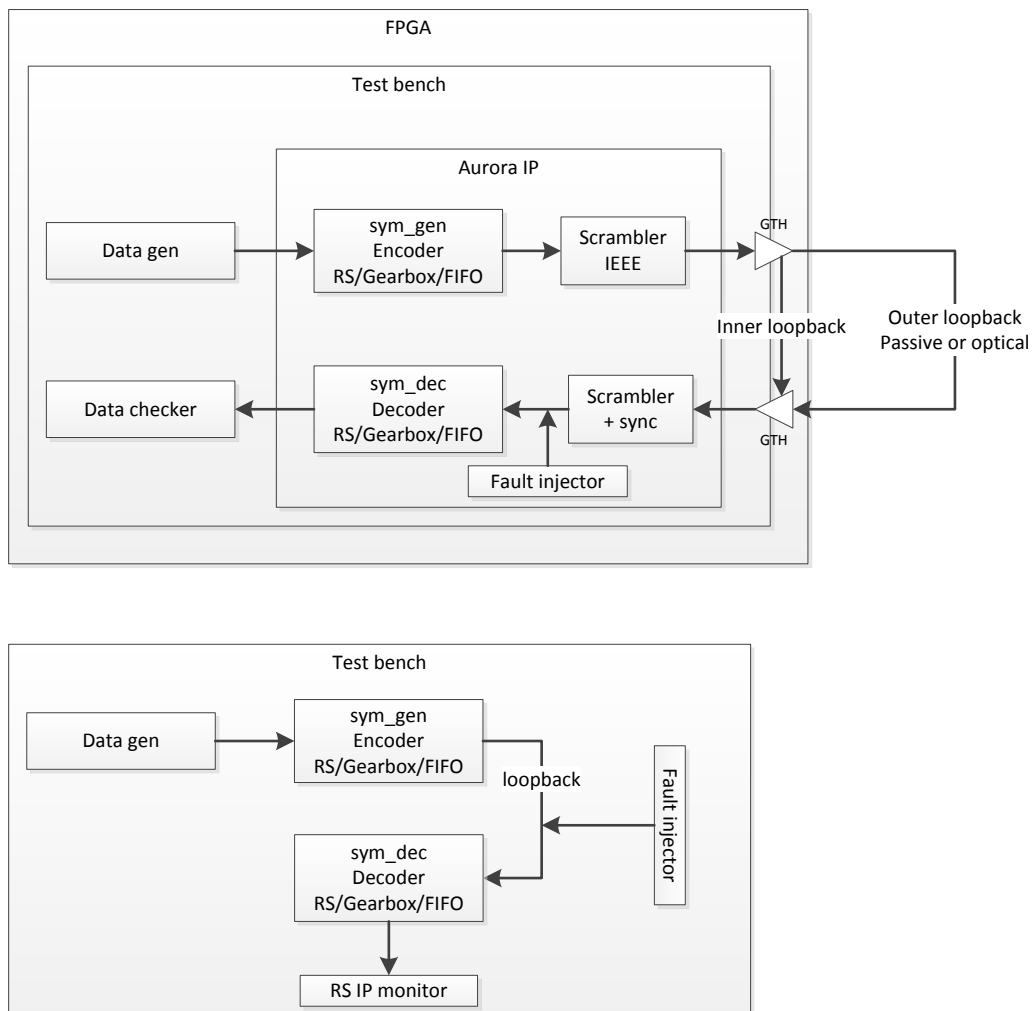 FPGA
Test bench
Aurora IP
Data gen
sym_gen
Encoder
RS/Gearbox/FIFO
Scrambler
IEEE
GTH
Inner loopback
Outer loopback
Passive or optical
Data checker
sym_dec
Decoder
RS/Gearbox/FIFO
Scrambler
+ sync
GTH
Fault injector
Test bench
Data gen
sym_gen
Encoder
RS/Gearbox/FIFO
loopback
Fault injector
sym_dec
Decoder
RS/Gearbox/FIFO
RS IP monitor